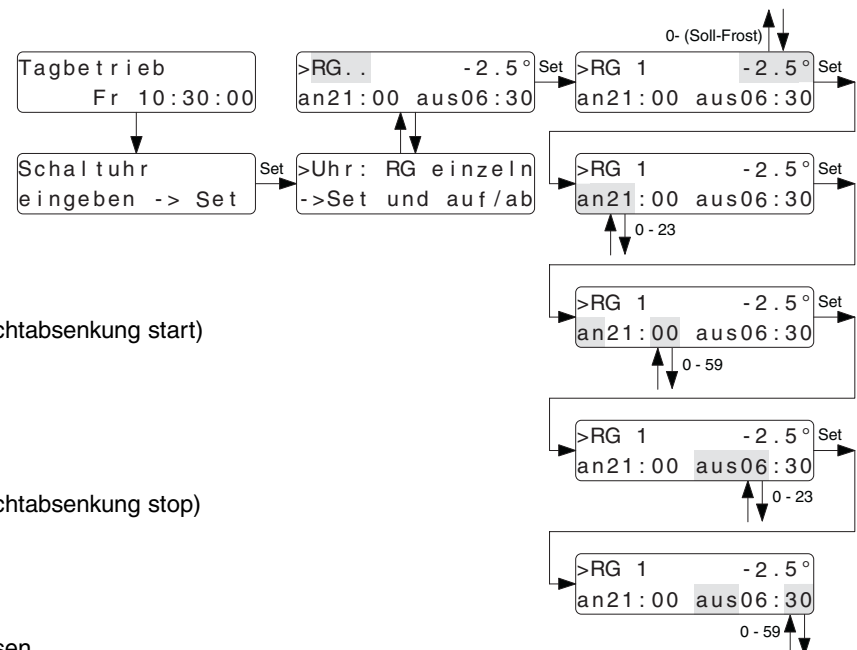 0- (Soll-Frost)
Tagbetrieb
Fr 10:30:00
>RG.. -2.5°
an21:00 aus06:30
Set
>RG 1 -2.5°
an21:00 aus06:30
Set
Schaltuhr
eingeben -> Set
Set
>Uhr: RG einzeln
->Set und auf/ab
>RG 1 -2.5°
an21:00 aus06:30
Set
0 - 23
chtabsenkung start)
>RG 1 -2.5°
an21:00 aus06:30
Set
0 - 59
>RG 1 -2.5°
an21:00 aus06:30
Set
0 - 23
chtabsenkung stop)
>RG 1 -2.5°
an21:00 aus06:30
0 - 59